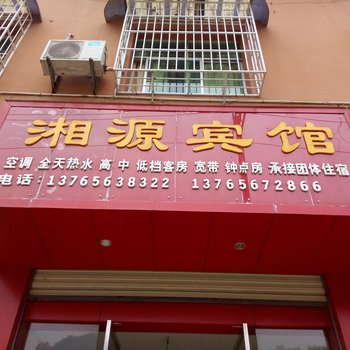 湘源宾馆
空调 全天热水 高 中 低档客房 宽带 钟点房 承接团体住宿
电话:13765638322 13765672866